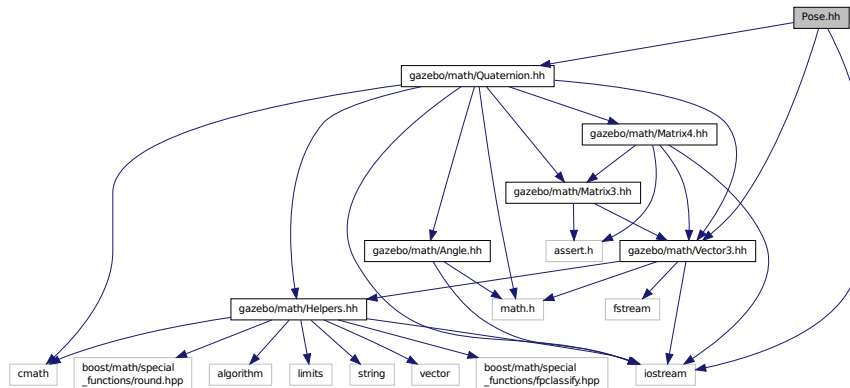 Pose.hh
gazebo/math/Quaternion.hh
gazebo/math/Matrix4.hh
gazebo/math/Matrix3.hh
gazebo/math/Angle.hh
assert.h
gazebo/math/Vector3.hh
gazebo/math/Helpers.hh
math.h
fstream
cmath
boost/math/special
_functions/round.hpp
algorithm
limits
string
vector
boost/math/special
_functions/fpclassify.hpp
iostream